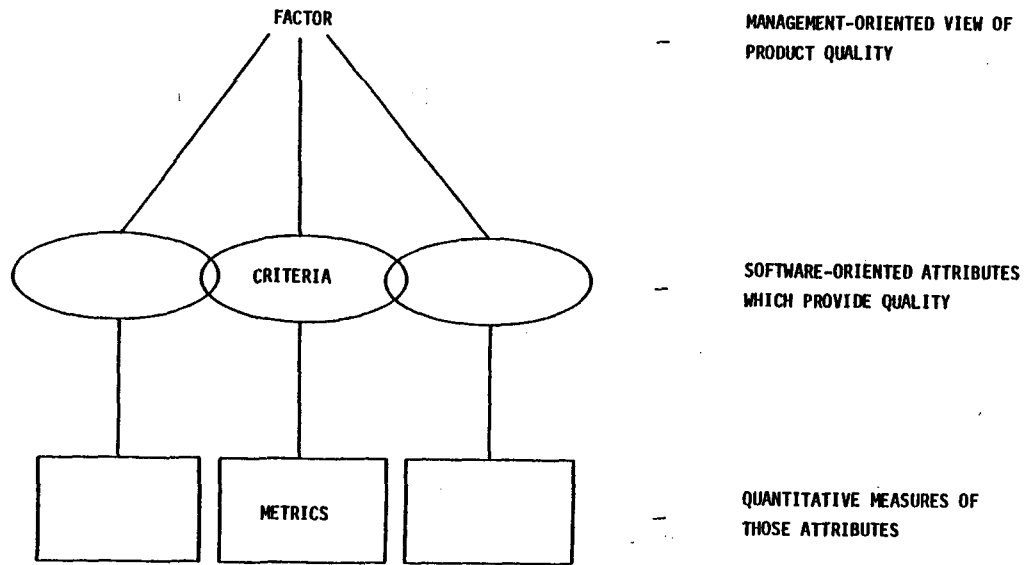 FACTOR
MANAGEMENT-ORIENTED VIEW OF
PRODUCT QUALITY
CRITERIA
SOFTWARE-ORIENTED ATTRIBUTES
WHICH PROVIDE QUALITY
METRICS
QUANTITATIVE MEASURES OF
THOSE ATTRIBUTES